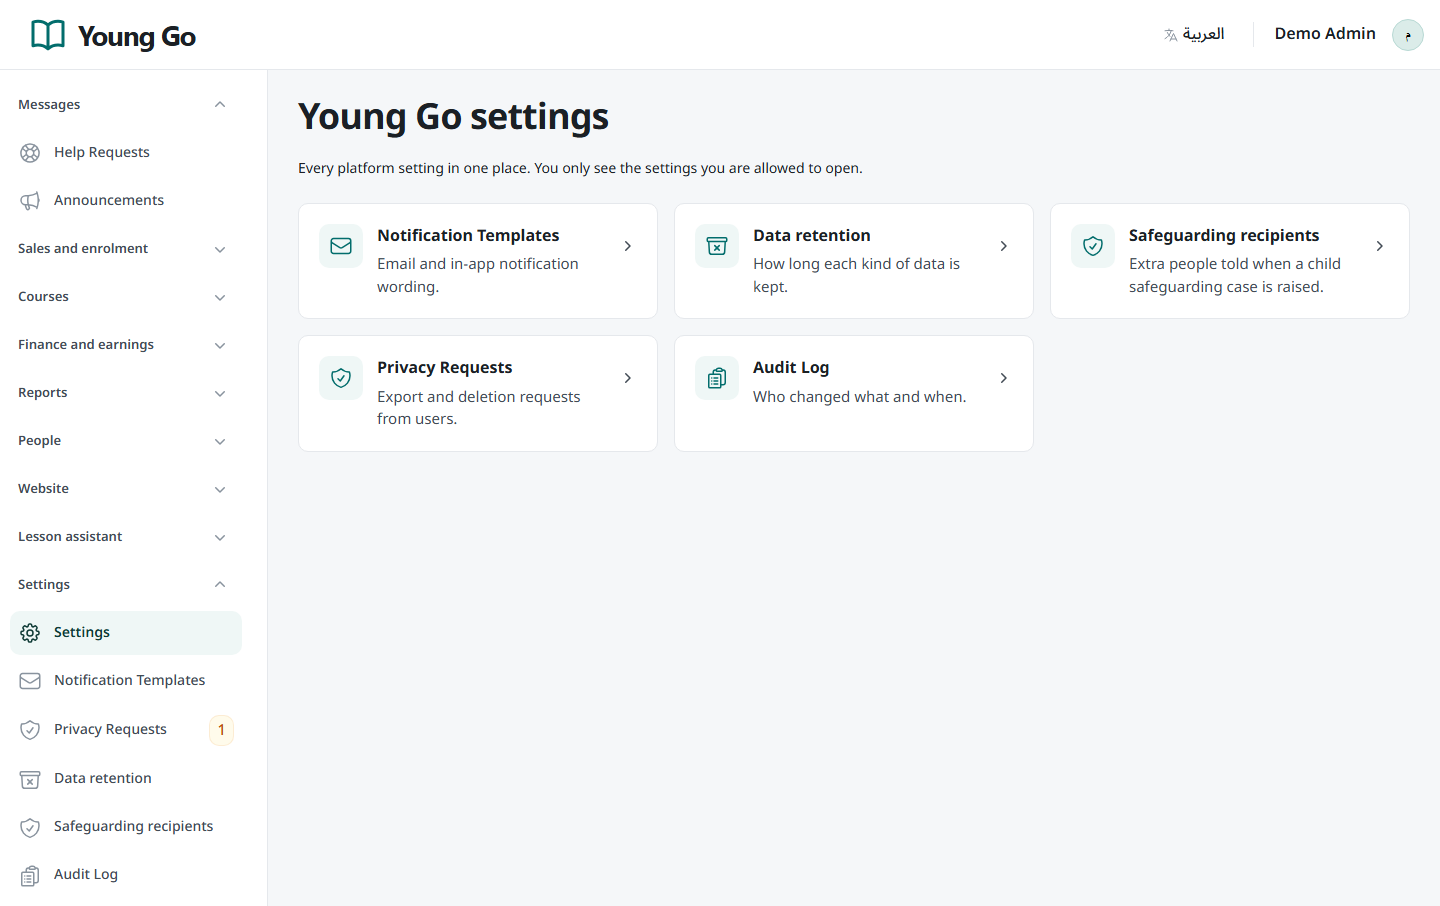 Young Go
العربية
Demo Admin
م
Messages
Help Requests
Announcements
Sales and enrolment
Courses
Finance and earnings
Reports
People
Website
Lesson assistant
Settings
Settings
Notification Templates
Privacy Requests
1
Data retention
Safeguarding recipients
Audit Log
Young Go settings
Every platform setting in one place. You only see the settings you are allowed to open.
Notification Templates
Email and in-app notification
wording.
Data retention
How long each kind of data is
kept.
Safeguarding recipients
Extra people told when a child
safeguarding case is raised.
Privacy Requests
Export and deletion requests
from users.
Audit Log
Who changed what and when.